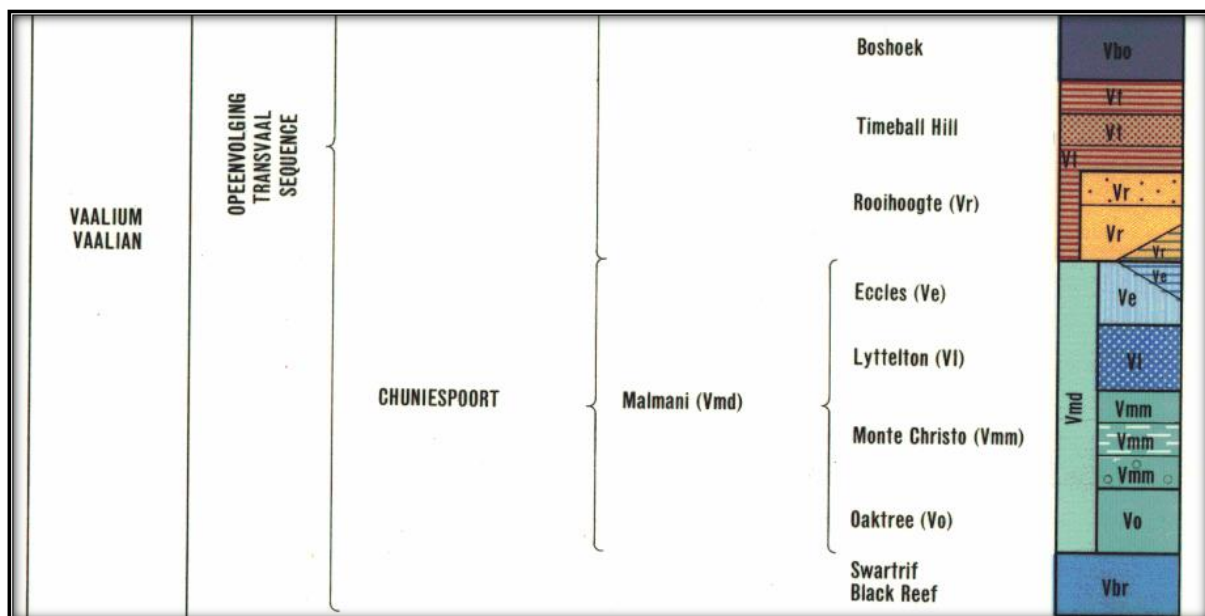 VAALIUM
VAALIAN
OPEENVOLGING
TRANSVAAL
SEQUENCE
CHUNIESPOORT
Malmani (Vmd)
Boshoek
Timeball Hill
Rooihoogte (Vr)
Eccles (Ve)
Lyttelton (Vl)
Monte Christo (Vmm)
Oaktree (Vo)
Swartrif
Black Reef
Vbo
Vt
Vt
Vt
Vr
Vr
Vr
Ve
Ve
Vl
Vmd
Vmm
Vmm
Vmm
Vo
Vbr